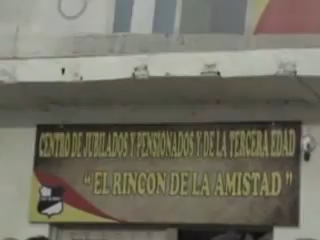 CENTRO DE JUBILADOS Y PENSIONADOS Y DE LA TERCERA EDAD
"EL RINCON DE LA AMISTAD"